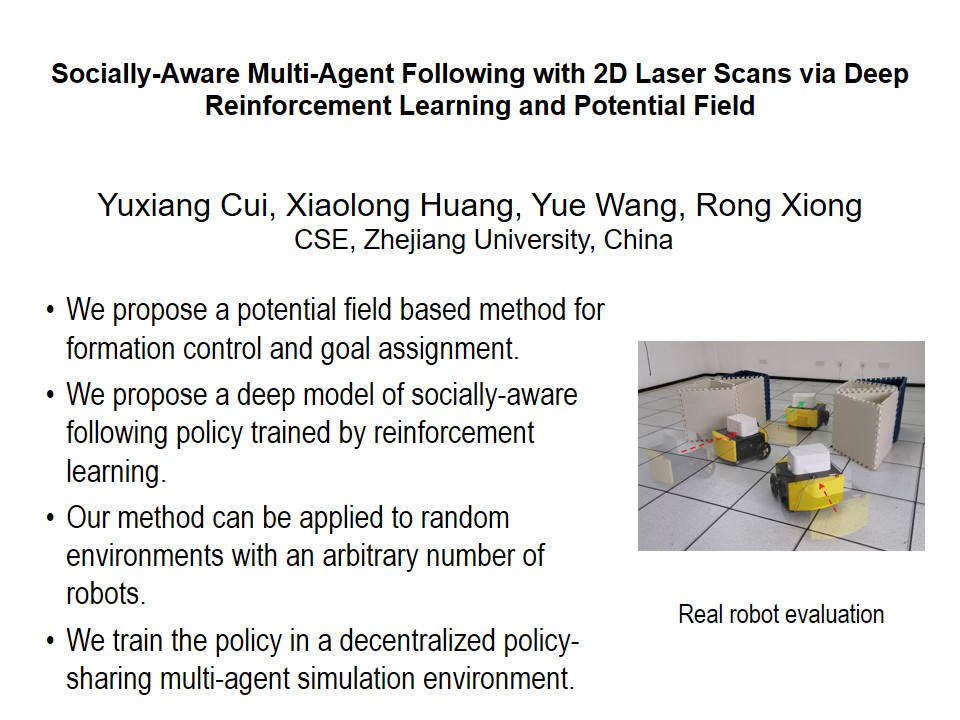 Socially-Aware Multi-Agent Following with 2D Laser Scans via Deep
Reinforcement Learning and Potential Field
Yuxiang Cui, Xiaolong Huang, Yue Wang, Rong Xiong
CSE, Zhejiang University, China
• We propose a potential field based method for
formation control and goal assignment.
• We propose a deep model of socially-aware
following policy trained by reinforcement
learning.
• Our method can be applied to random
environments with an arbitrary number of
robots.
• We train the policy in a decentralized policy-
sharing multi-agent simulation environment.
Real robot evaluation